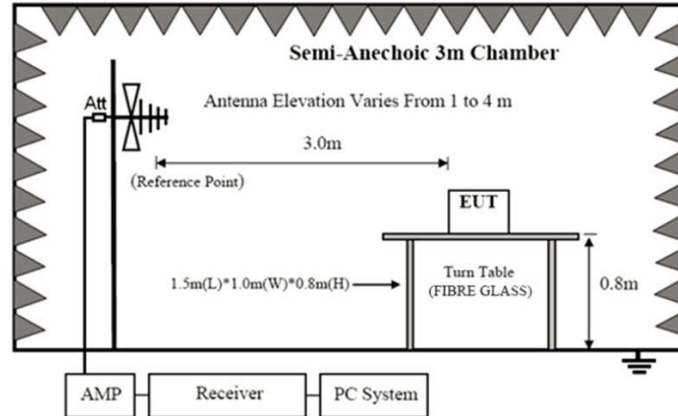 Semi-Anechoic 3m Chamber
Att
Antenna Elevation Varies From 1 to 4 m
3.0m
(Reference Point)
EUT
1.5m(L)*1.0m(W)*0.8m(H)
Turn Table
(FIBRE GLASS)
0.8m
AMP
Receiver
PC System